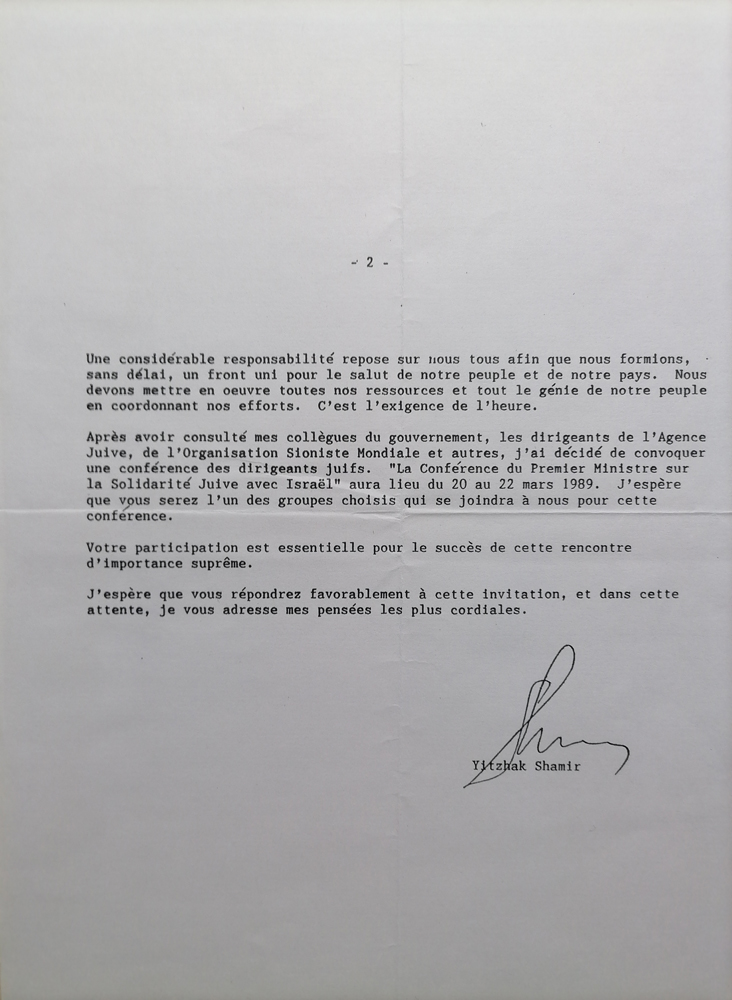 - 2 -
Une considérable responsabilité repose sur nous tous afin que nous formions,
sans délai, un front uni pour le salut de notre peuple et de notre pays. Nous
devons mettre en oeuvre toutes nos ressources et tout le génie de notre peuple
en coordonnant nos efforts. C'est l'exigence de l'heure.
Après avoir consulté mes collègues du gouvernement, les dirigeants de l'Agence
Juive, de l'Organisation Sioniste Mondiale et autres, j'ai décidé de convoquer
une conférence des dirigeants juifs. "La Conférence du Premier Ministre sur
la Solidarité Juive avec Israël" aura lieu du 20 au 22 mars 1989. J'espère
que vous serez l'un des groupes choisis qui se joindra à nous pour cette
conférence.
Votre participation est essentielle pour le succès de cette rencontre
d'importance suprême.
J'espère que vous répondrez favorablement à cette invitation, et dans cette
attente, je vous adresse mes pensées les plus cordiales.
Yitzhak Shamir